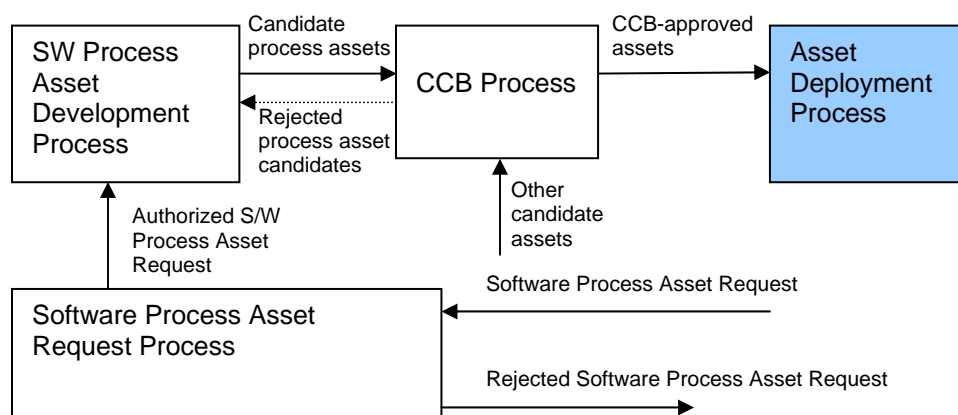 SW Process
Asset
Development
Process
Candidate
process assets
CCB Process
CCB-approved
assets
Asset
Deployment
Process
Rejected
process asset
candidates
Other
candidate
assets
Authorized S/W
Process Asset
Request
Software Process Asset
Request Process
Software Process Asset Request
Rejected Software Process Asset Request